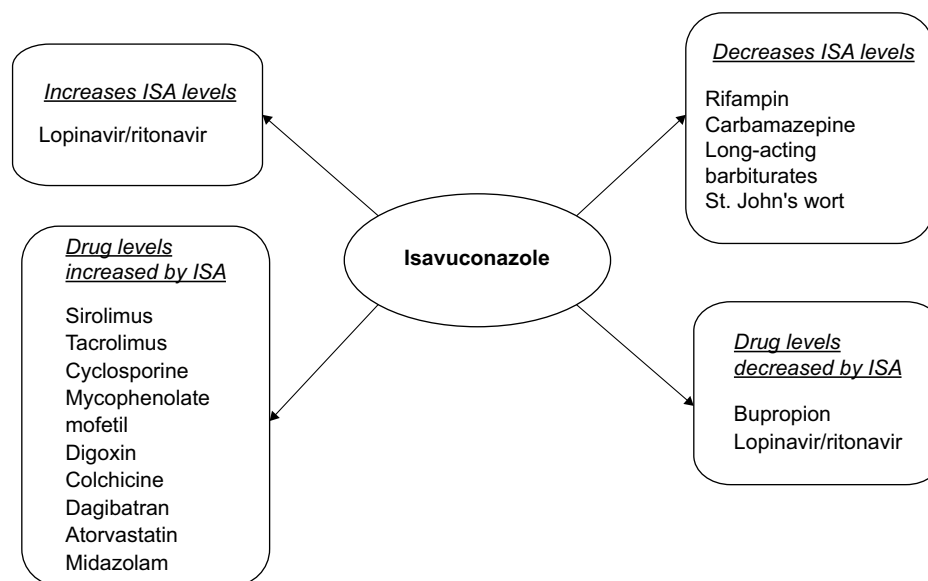 Increases ISA levels
Lopinavir/ritonavir
Decreases ISA levels
Rifampin
Carbamazepine
Long-acting
barbiturates
St. John's wort
Isavuconazole
Drug levels
increased by ISA
Sirolimus
Tacrolimus
Cyclosporine
Mycophenolate
mofetil
Digoxin
Colchicine
Dagibatran
Atorvastatin
Midazolam
Drug levels
decreased by ISA
Bupropion
Lopinavir/ritonavir